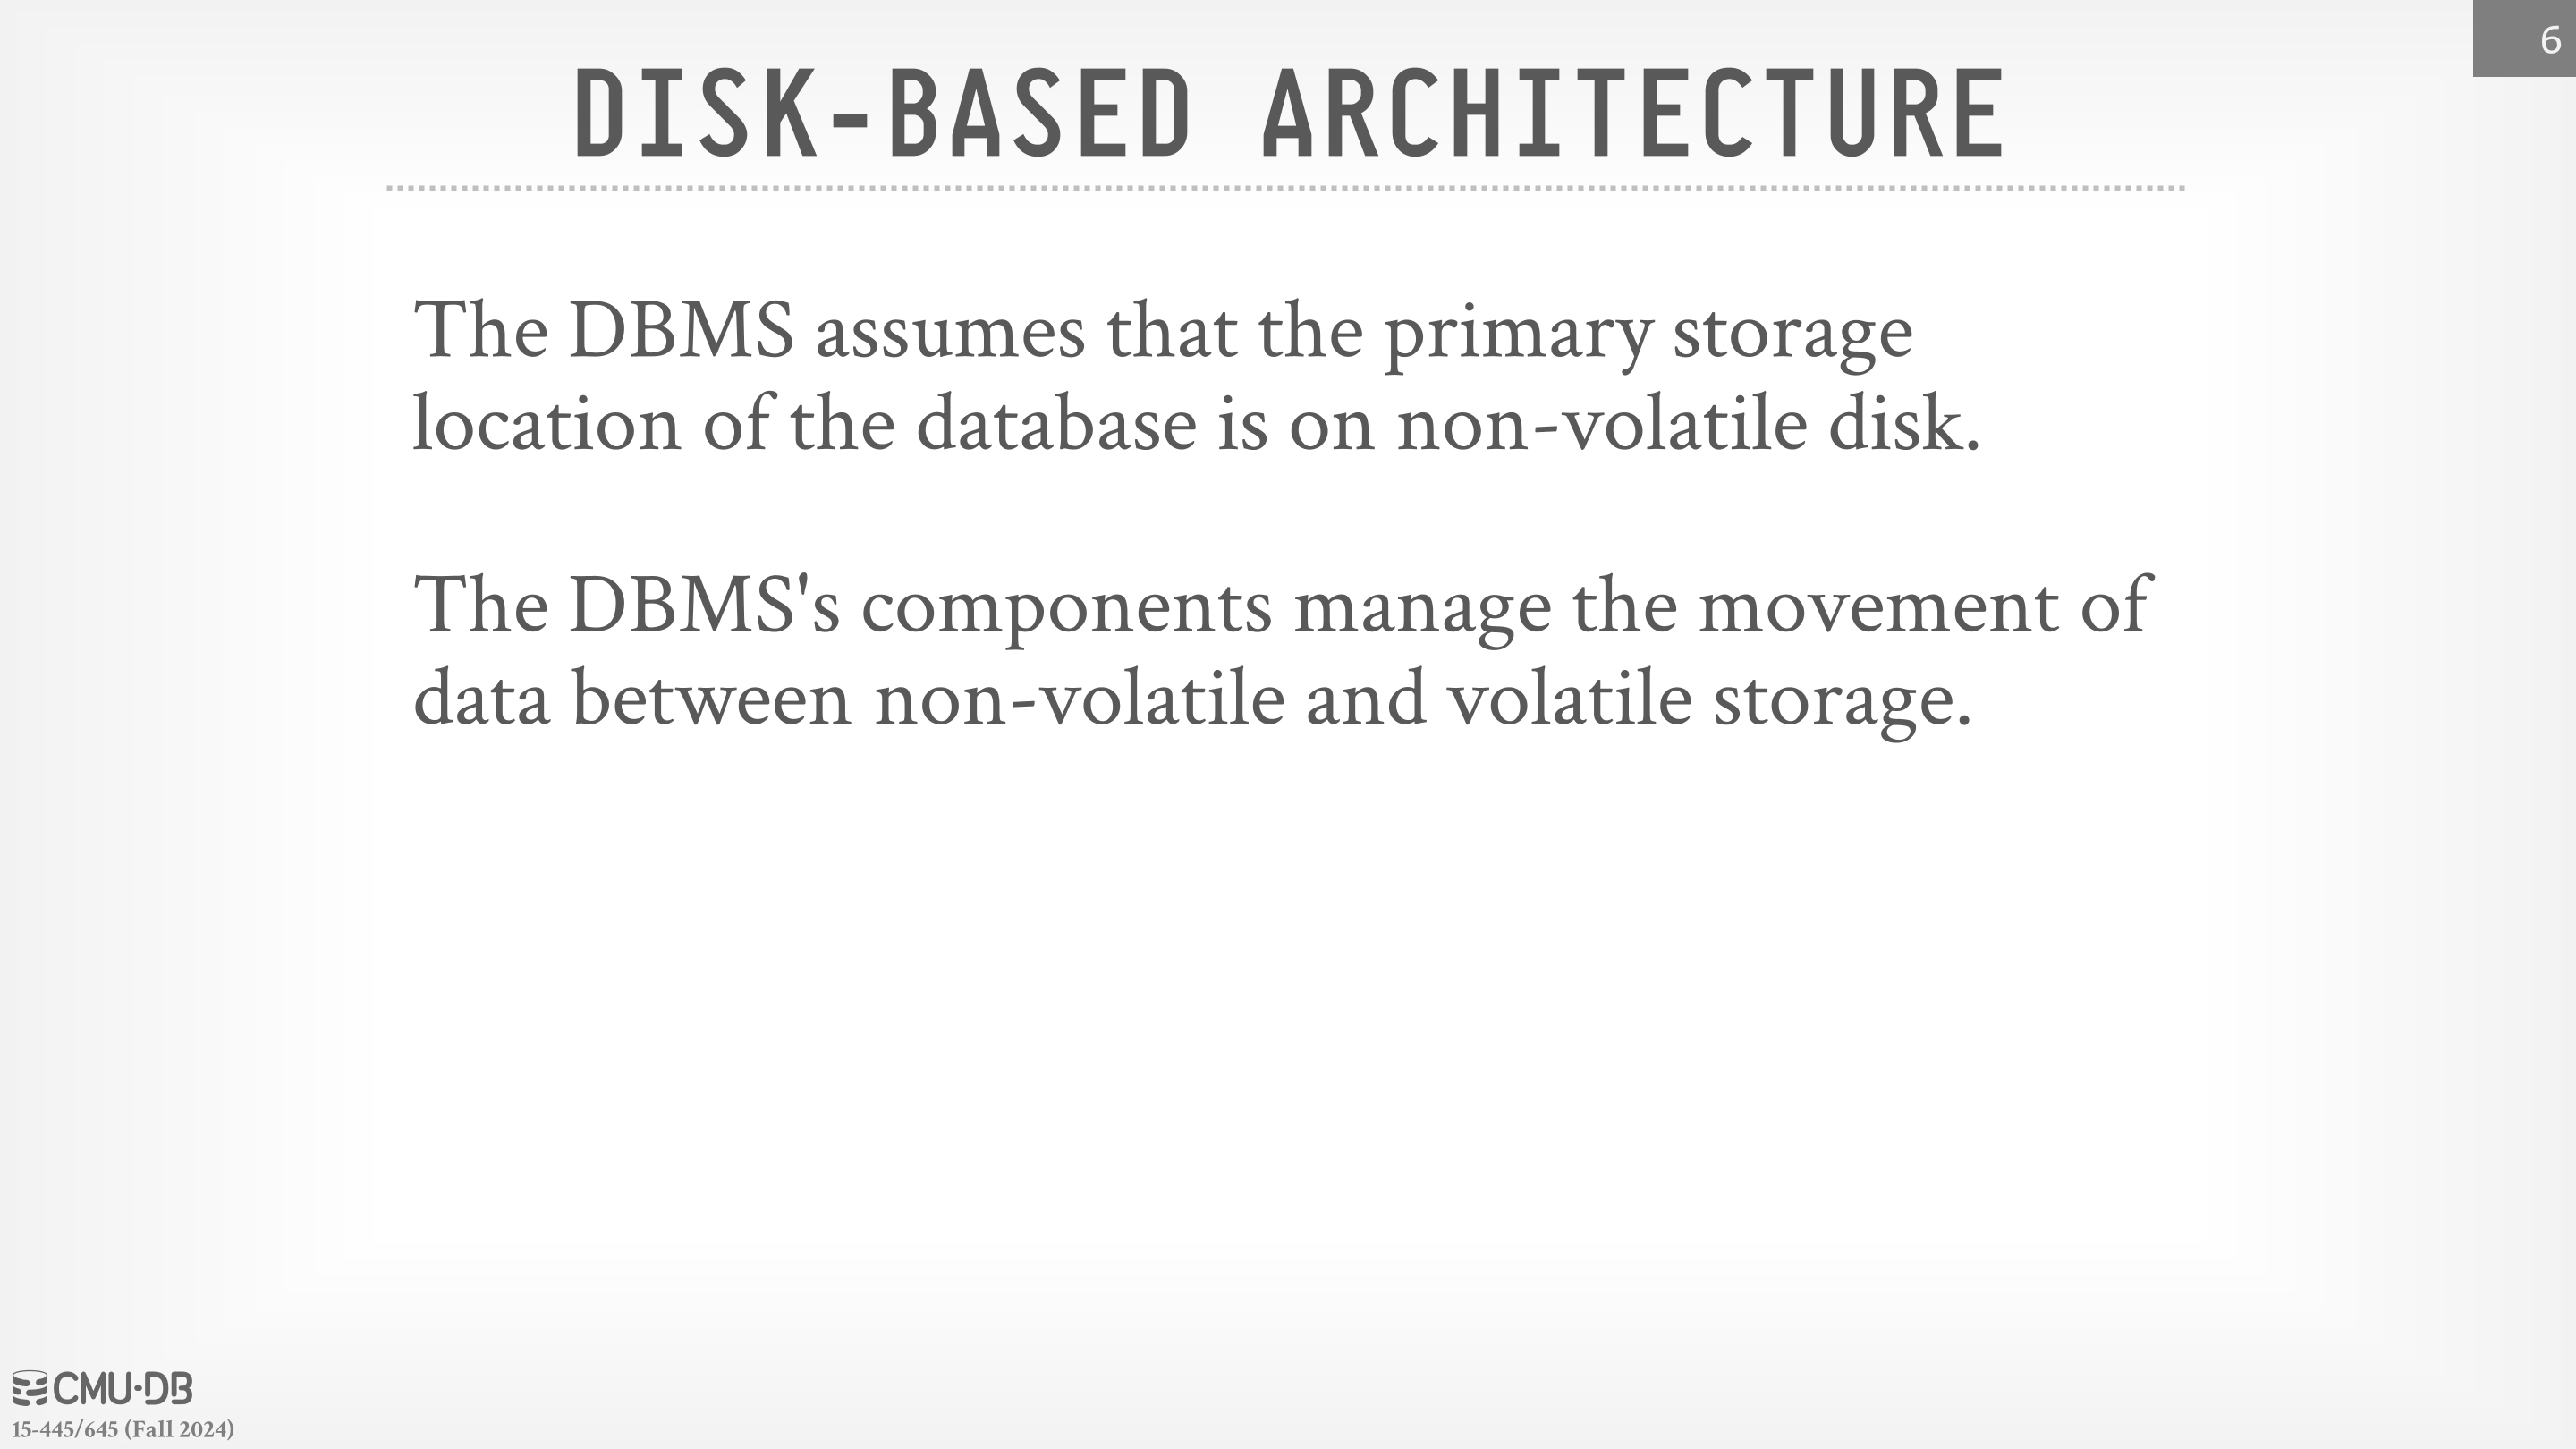 6
DISK-BASED ARCHITECTURE
The DBMS assumes that the primary storage
location of the database is on non-volatile disk.
The DBMS's components manage the movement of
data between non-volatile and volatile storage.
CMU·DB
15-445/645 (Fall 2024)